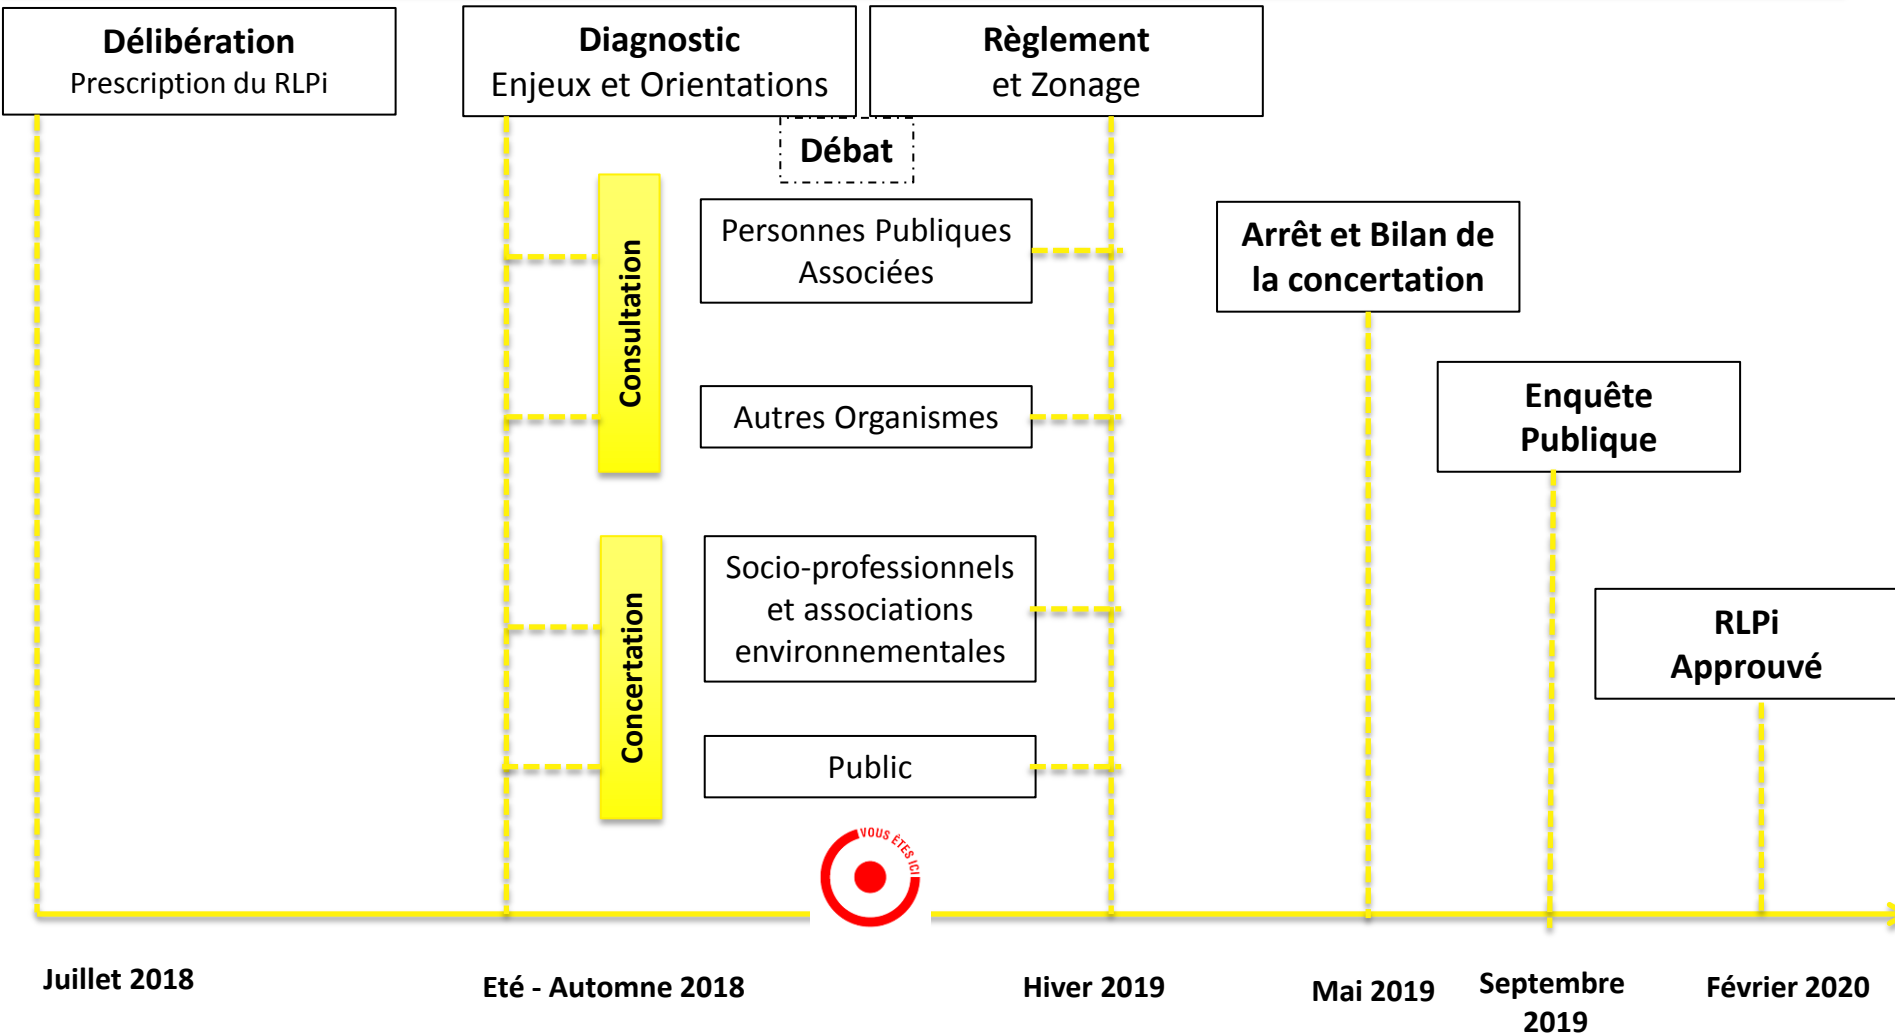 Délibération
Prescription du RLPi
Diagnostic
Enjeux et Orientations
Règlement
et Zonage
Débat
Consultation
Personnes Publiques
Associées
Autres Organismes
Arrêt et Bilan de
la concertation
Enquête
Publique
Concertation
Socio-professionnels
et associations
environnementales
Public
RLPi
Approuvé
VOUS ÊTES ICI
Juillet 2018
Eté - Automne 2018
Hiver 2019
Mai 2019
Septembre
2019
Février 2020